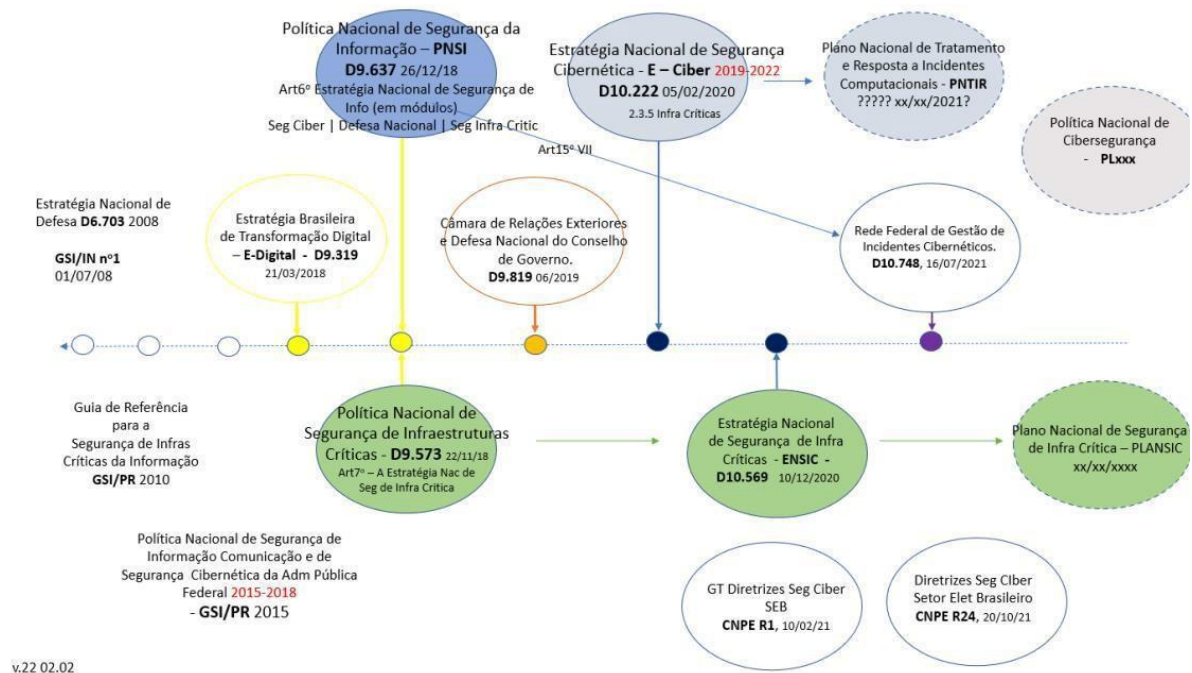 Política Nacional de Segurança da
Informação – PNSI
D9.637 26/12/18
Art6º Estratégia Nacional de Segurança de
Info (em módulos)
Seg Ciber | Defesa Nacional | Seg Infra Critic
Estratégia Nacional de Segurança
Cibernética - E – Ciber 2019-2022
D10.222 05/02/2020
2.3.5 Infra Críticas
Plano Nacional de Tratamento
e Resposta a Incidentes
Computacionais - PNTIR
????? xx/xx/2021?
Política Nacional de
Cibersegurança
- PLxxx
Art15º VII
Estratégia Nacional de
Defesa D6.703 2008
GSI/IN nº1
01/07/08
Estratégia Brasileira
de Transformação Digital
– E-Digital - D9.319
21/03/2018
Câmara de Relações Exteriores
e Defesa Nacional do Conselho
de Governo.
D9.819 06/2019
Rede Federal de Gestão de
Incidentes Cibernéticos.
D10.748, 16/07/2021
Guia de Referência
para a
Segurança de Infras
Críticas da Informação
GSI/PR 2010
Política Nacional de
Segurança de Infraestruturas
Críticas - D9.573 22/11/18
Art7º – A Estratégia Nac de
Seg de Infra Critica
Estratégia Nacional
de Segurança de Infra
Críticas - ENSIC -
D10.569 10/12/2020
Plano Nacional de Segurança
de Infra Crítica – PLANSIC
xx/xx/xxxx
Política Nacional de Segurança de
Informação Comunicação e de
Segurança Cibernética da Adm Pública
Federal 2015-2018
- GSI/PR 2015
GT Diretrizes Seg Ciber
SEB
CNPE R1, 10/02/21
Diretrizes Seg CIber
Setor Elet Brasileiro
CNPE R24, 20/10/21
v.22 02.02